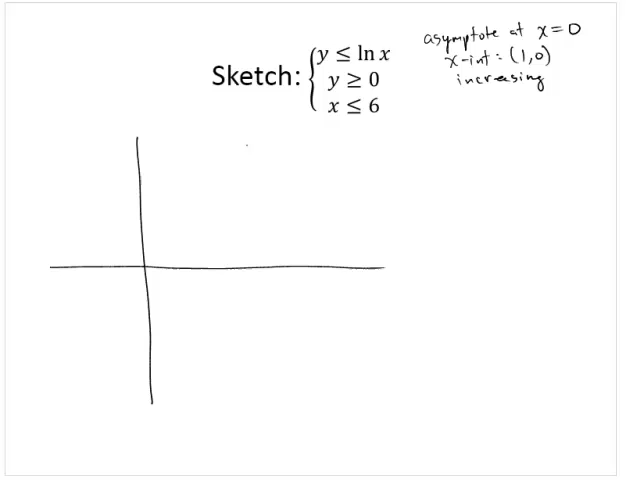 y ≤ ln x
Sketch: { y ≥ 0
x ≤ 6
asymptote at x=0
x-int: (1,0)
increasing